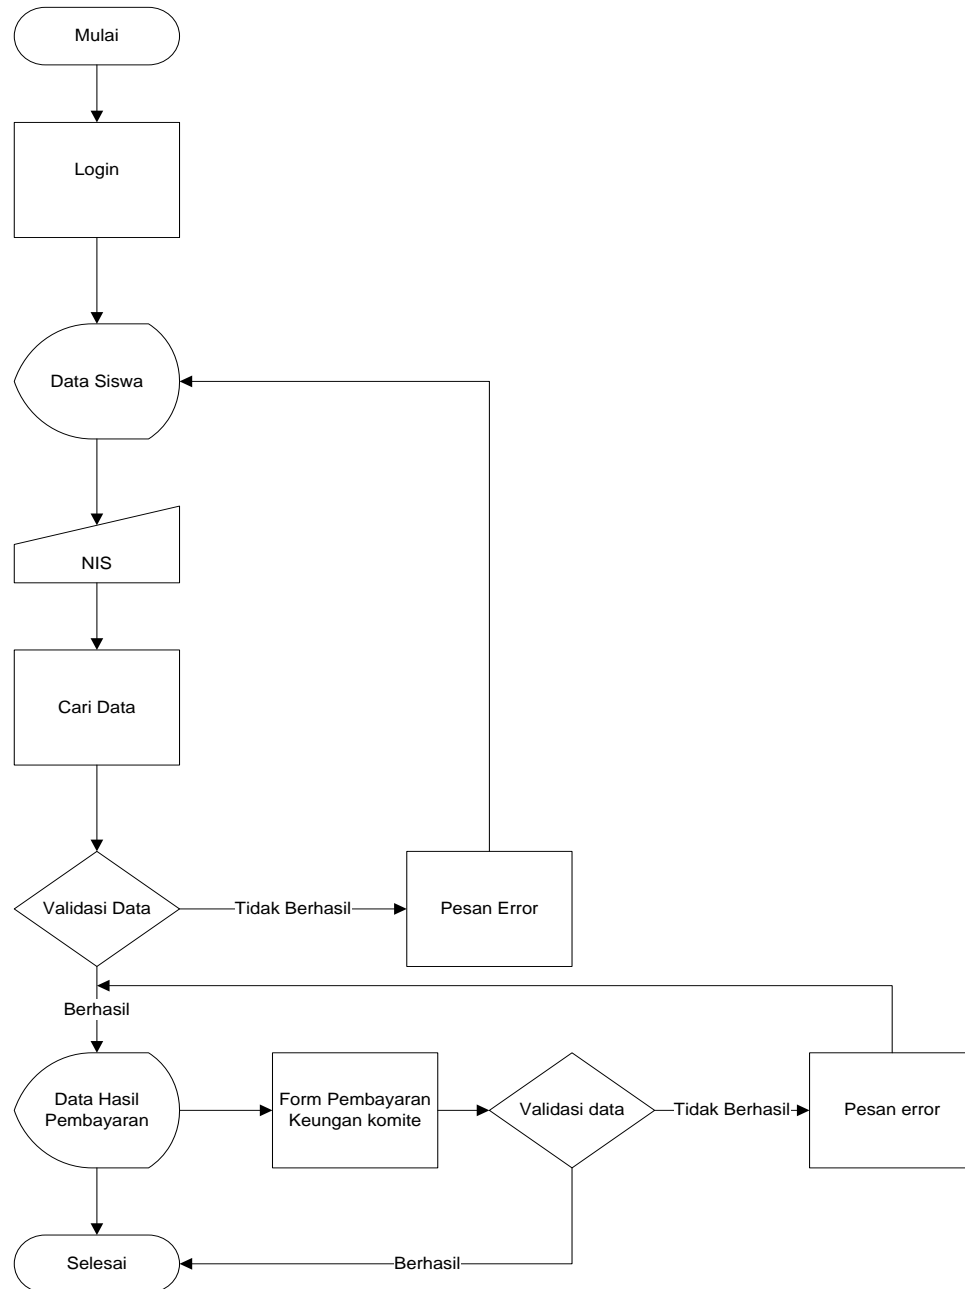 Mulai
Login
Data Siswa
NIS
Cari Data
Validasi Data
Tidak Berhasil
Pesan Error
Berhasil
Data Hasil
Pembayaran
Form Pembayaran
Keungan komite
Validasi data
Tidak Berhasil
Pesan error
Selesai
Berhasil